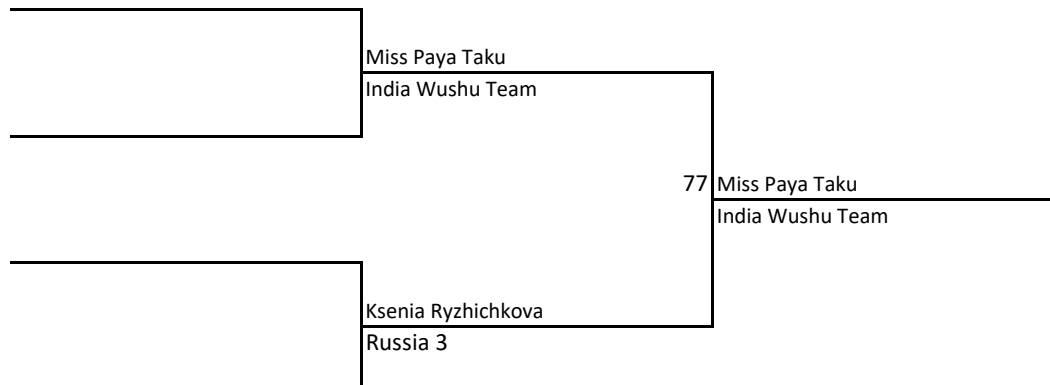 Miss Paya Taku
India Wushu Team
77 Miss Paya Taku
India Wushu Team
Ksenia Ryzhichkova
Russia 3